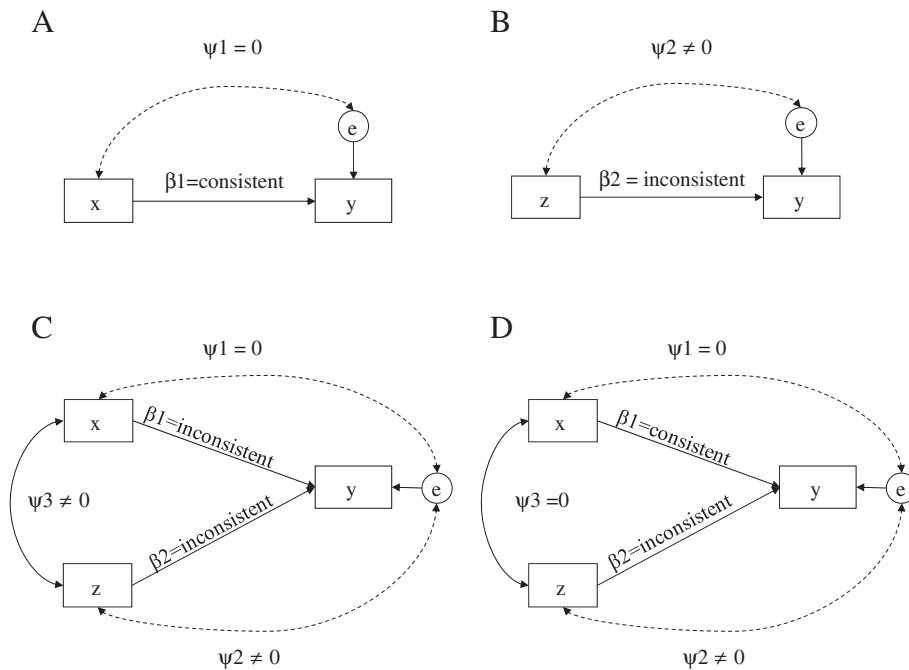 A
ψ1 = 0
e
β1=consistent
x
y
B
ψ2 ≠ 0
e
β2 = inconsistent
z
y
C
ψ1 = 0
x
β1=inconsistent
ψ3 ≠ 0
y
e
β2=inconsistent
z
ψ2 ≠ 0
D
ψ1 = 0
x
β1=consistent
ψ3 =0
y
e
β2=inconsistent
z
ψ2 ≠ 0